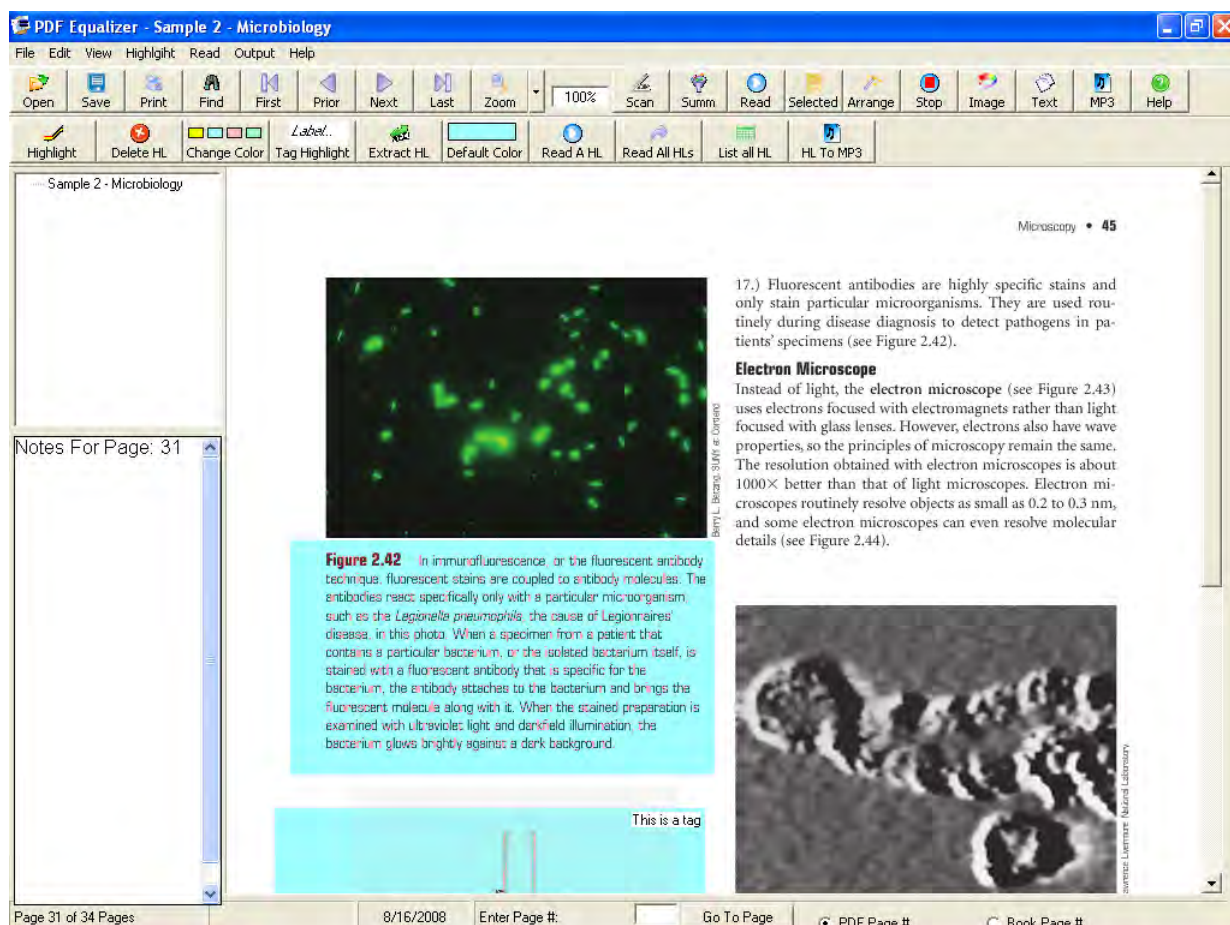 PDF Equalizer - Sample 2 - Microbiology
File Edit View Highlight Read Output Help
Open Save Print Find First Prior Next Last Zoom 100% Scan Summ Read Selected Arrange Stop Image Text MP3 Help
Highlight Delete HL Change Color Label.. Tag Highlight Extract HL Default Color Read A HL Read All HLs List all HL HL To MP3
Sample 2 - Microbiology
Notes For Page: 31
Microscopy • 45
Figure 2.42 In immunofluorescence, or the fluorescent antibody
technique, fluorescent stains are coupled to antibody molecules. The
antibodies react specifically only with a particular microorganism,
such as the Legionella pneumophila, the cause of Legionnaires'
disease, in this photo. When a specimen from a patient that
contains a particular bacterium, or the isolated bacterium itself, is
stained with a fluorescent antibody that is specific for the
bacterium, the antibody attaches to the bacterium and brings the
fluorescent molecule along with it. When the stained preparation is
examined with ultraviolet light and darkfield illumination, the
bacterium glows brightly against a dark background.
This is a tag
17.) Fluorescent antibodies are highly specific stains and
only stain particular microorganisms. They are used rou-
tinely during disease diagnosis to detect pathogens in pa-
tients' specimens (see Figure 2.42).
Electron Microscope
Instead of light, the electron microscope (see Figure 2.43)
uses electrons focused with electromagnets rather than light
focused with glass lenses. However, electrons also have wave
properties, so the principles of microscopy remain the same.
The resolution obtained with electron microscopes is about
1000× better than that of light microscopes. Electron mi-
croscopes routinely resolve objects as small as 0.2 to 0.3 nm,
and some electron microscopes can even resolve molecular
details (see Figure 2.44).
Livermore National Laboratory
Page 31 of 34 Pages 8/16/2008 Enter Page #: Go To Page PDF Page # Book Page #